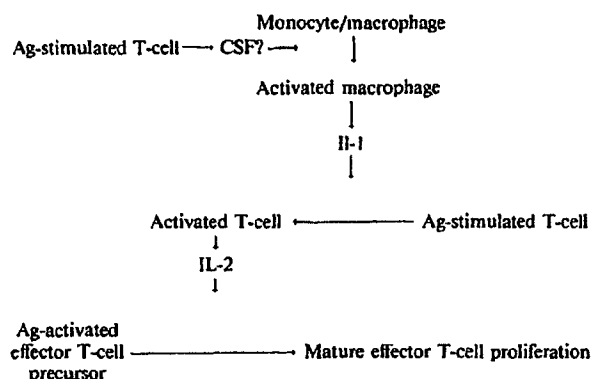 Monocyte/macrophage
Ag-stimulated T-cell → CSF? →
↓
Activated macrophage
↓
Il-1
↓
Activated T-cell ← Ag-stimulated T-cell
↓
IL-2
↓
Ag-activated
effector T-cell → Mature effector T-cell proliferation
precursor